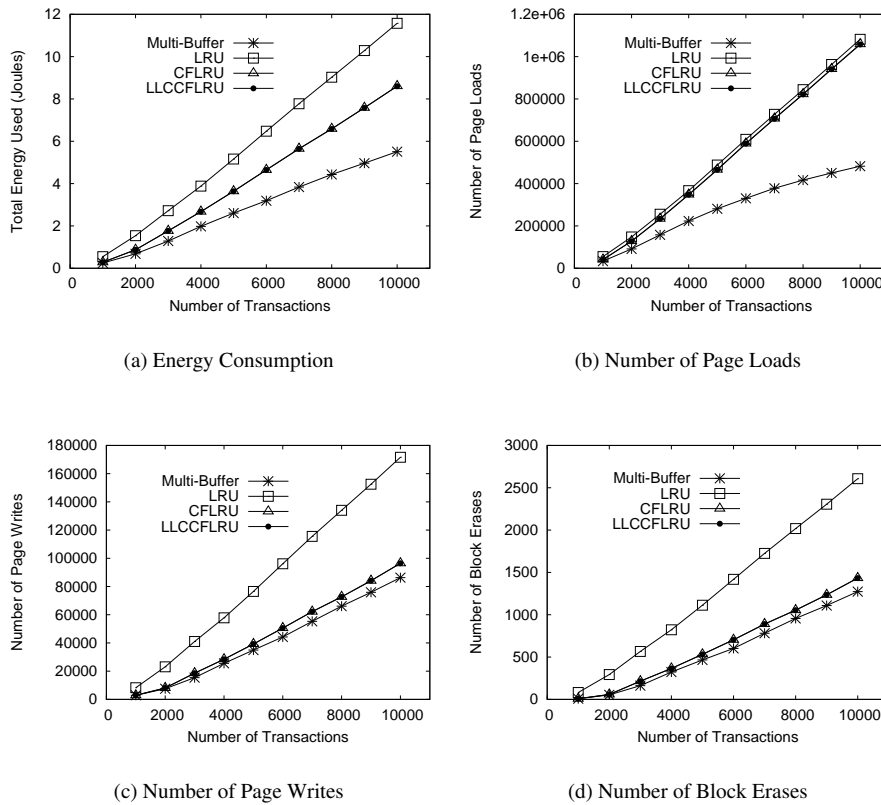 12
10
8
6
4
2
0
0 2000 4000 6000 8000 10000
Total Energy Used (Joules)
Number of Transactions
Multi-Buffer
LRU
CFLRU
LLCCFLRU
(a) Energy Consumption
1.2e+06
1e+06
800000
600000
400000
200000
0
0 2000 4000 6000 8000 10000
Number of Page Loads
Number of Transactions
Multi-Buffer
LRU
CFLRU
LLCCFLRU
(b) Number of Page Loads
180000
160000
140000
120000
100000
80000
60000
40000
20000
0
0 2000 4000 6000 8000 10000
Number of Page Writes
Number of Transactions
Multi-Buffer
LRU
CFLRU
LLCCFLRU
(c) Number of Page Writes
3000
2500
2000
1500
1000
500
0
0 2000 4000 6000 8000 10000
Number of Block Erases
Number of Transactions
Multi-Buffer
LRU
CFLRU
LLCCFLRU
(d) Number of Block Erases